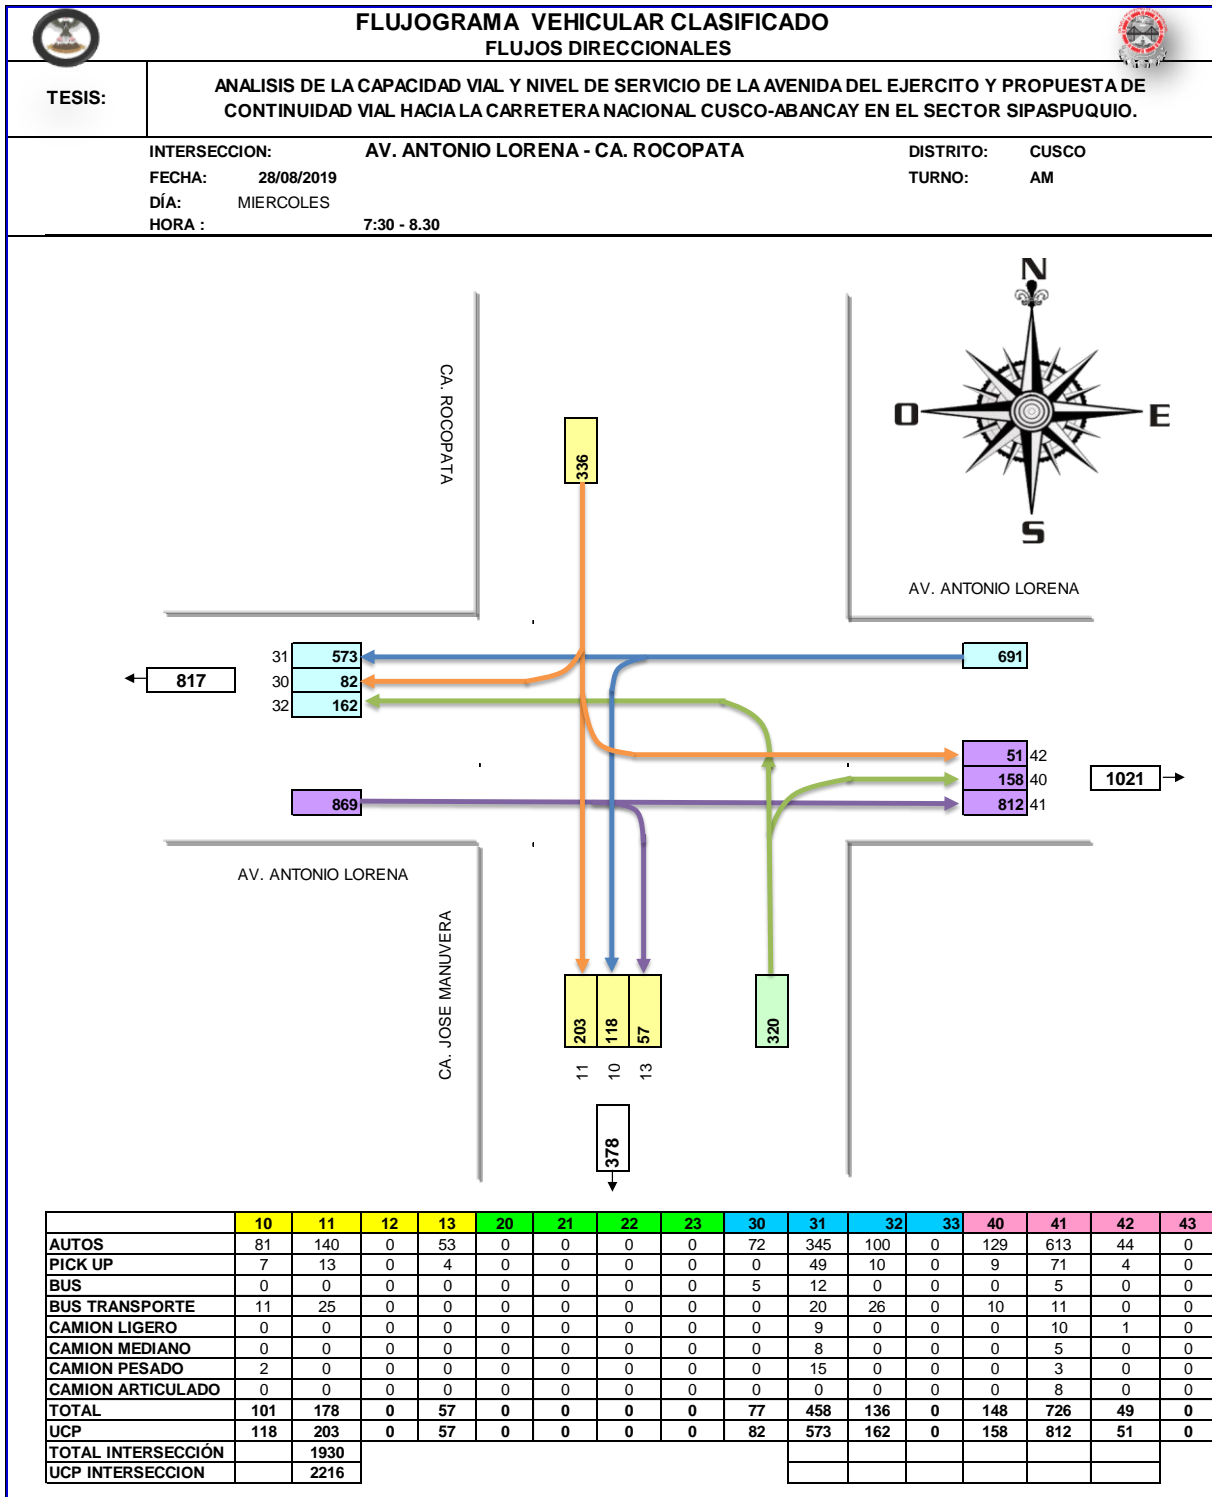 FLUJOGRAMA VEHICULAR CLASIFICADO
FLUJOS DIRECCIONALES
TESIS:
ANALISIS DE LA CAPACIDAD VIAL Y NIVEL DE SERVICIO DE LA AVENIDA DEL EJERCITO Y PROPUESTA DE
CONTINUIDAD VIAL HACIA LA CARRETERA NACIONAL CUSCO-ABANCAY EN EL SECTOR SIPASPUQUIO.
INTERSECCION: AV. ANTONIO LORENA - CA. ROCOPATA DISTRITO: CUSCO
FECHA: 28/08/2019 TURNO: AM
DÍA: MIERCOLES
HORA : 7:30 - 8.30
N
O E
S
CA. ROCOPATA
336
AV. ANTONIO LORENA
31 573 691
817 30 82
32 162
51 42
158 40 1021
869 812 41
AV. ANTONIO LORENA
CA. JOSE MANUVERA
203 118 57 320
11 10 13
378
10 11 12 13 20 21 22 23 30 31 32 33 40 41 42 43
AUTOS 81 140 0 53 0 0 0 0 72 345 100 0 129 613 44 0
PICK UP 7 13 0 4 0 0 0 0 0 49 10 0 9 71 4 0
BUS 0 0 0 0 0 0 0 0 5 12 0 0 0 5 0 0
BUS TRANSPORTE 11 25 0 0 0 0 0 0 0 20 26 0 10 11 0 0
CAMION LIGERO 0 0 0 0 0 0 0 0 0 9 0 0 0 10 1 0
CAMION MEDIANO 0 0 0 0 0 0 0 0 0 8 0 0 0 5 0 0
CAMION PESADO 2 0 0 0 0 0 0 0 0 15 0 0 0 3 0 0
CAMION ARTICULADO 0 0 0 0 0 0 0 0 0 0 0 0 0 8 0 0
TOTAL 101 178 0 57 0 0 0 0 77 458 136 0 148 726 49 0
UCP 118 203 0 57 0 0 0 0 82 573 162 0 158 812 51 0
TOTAL INTERSECCIÓN 1930
UCP INTERSECCION 2216